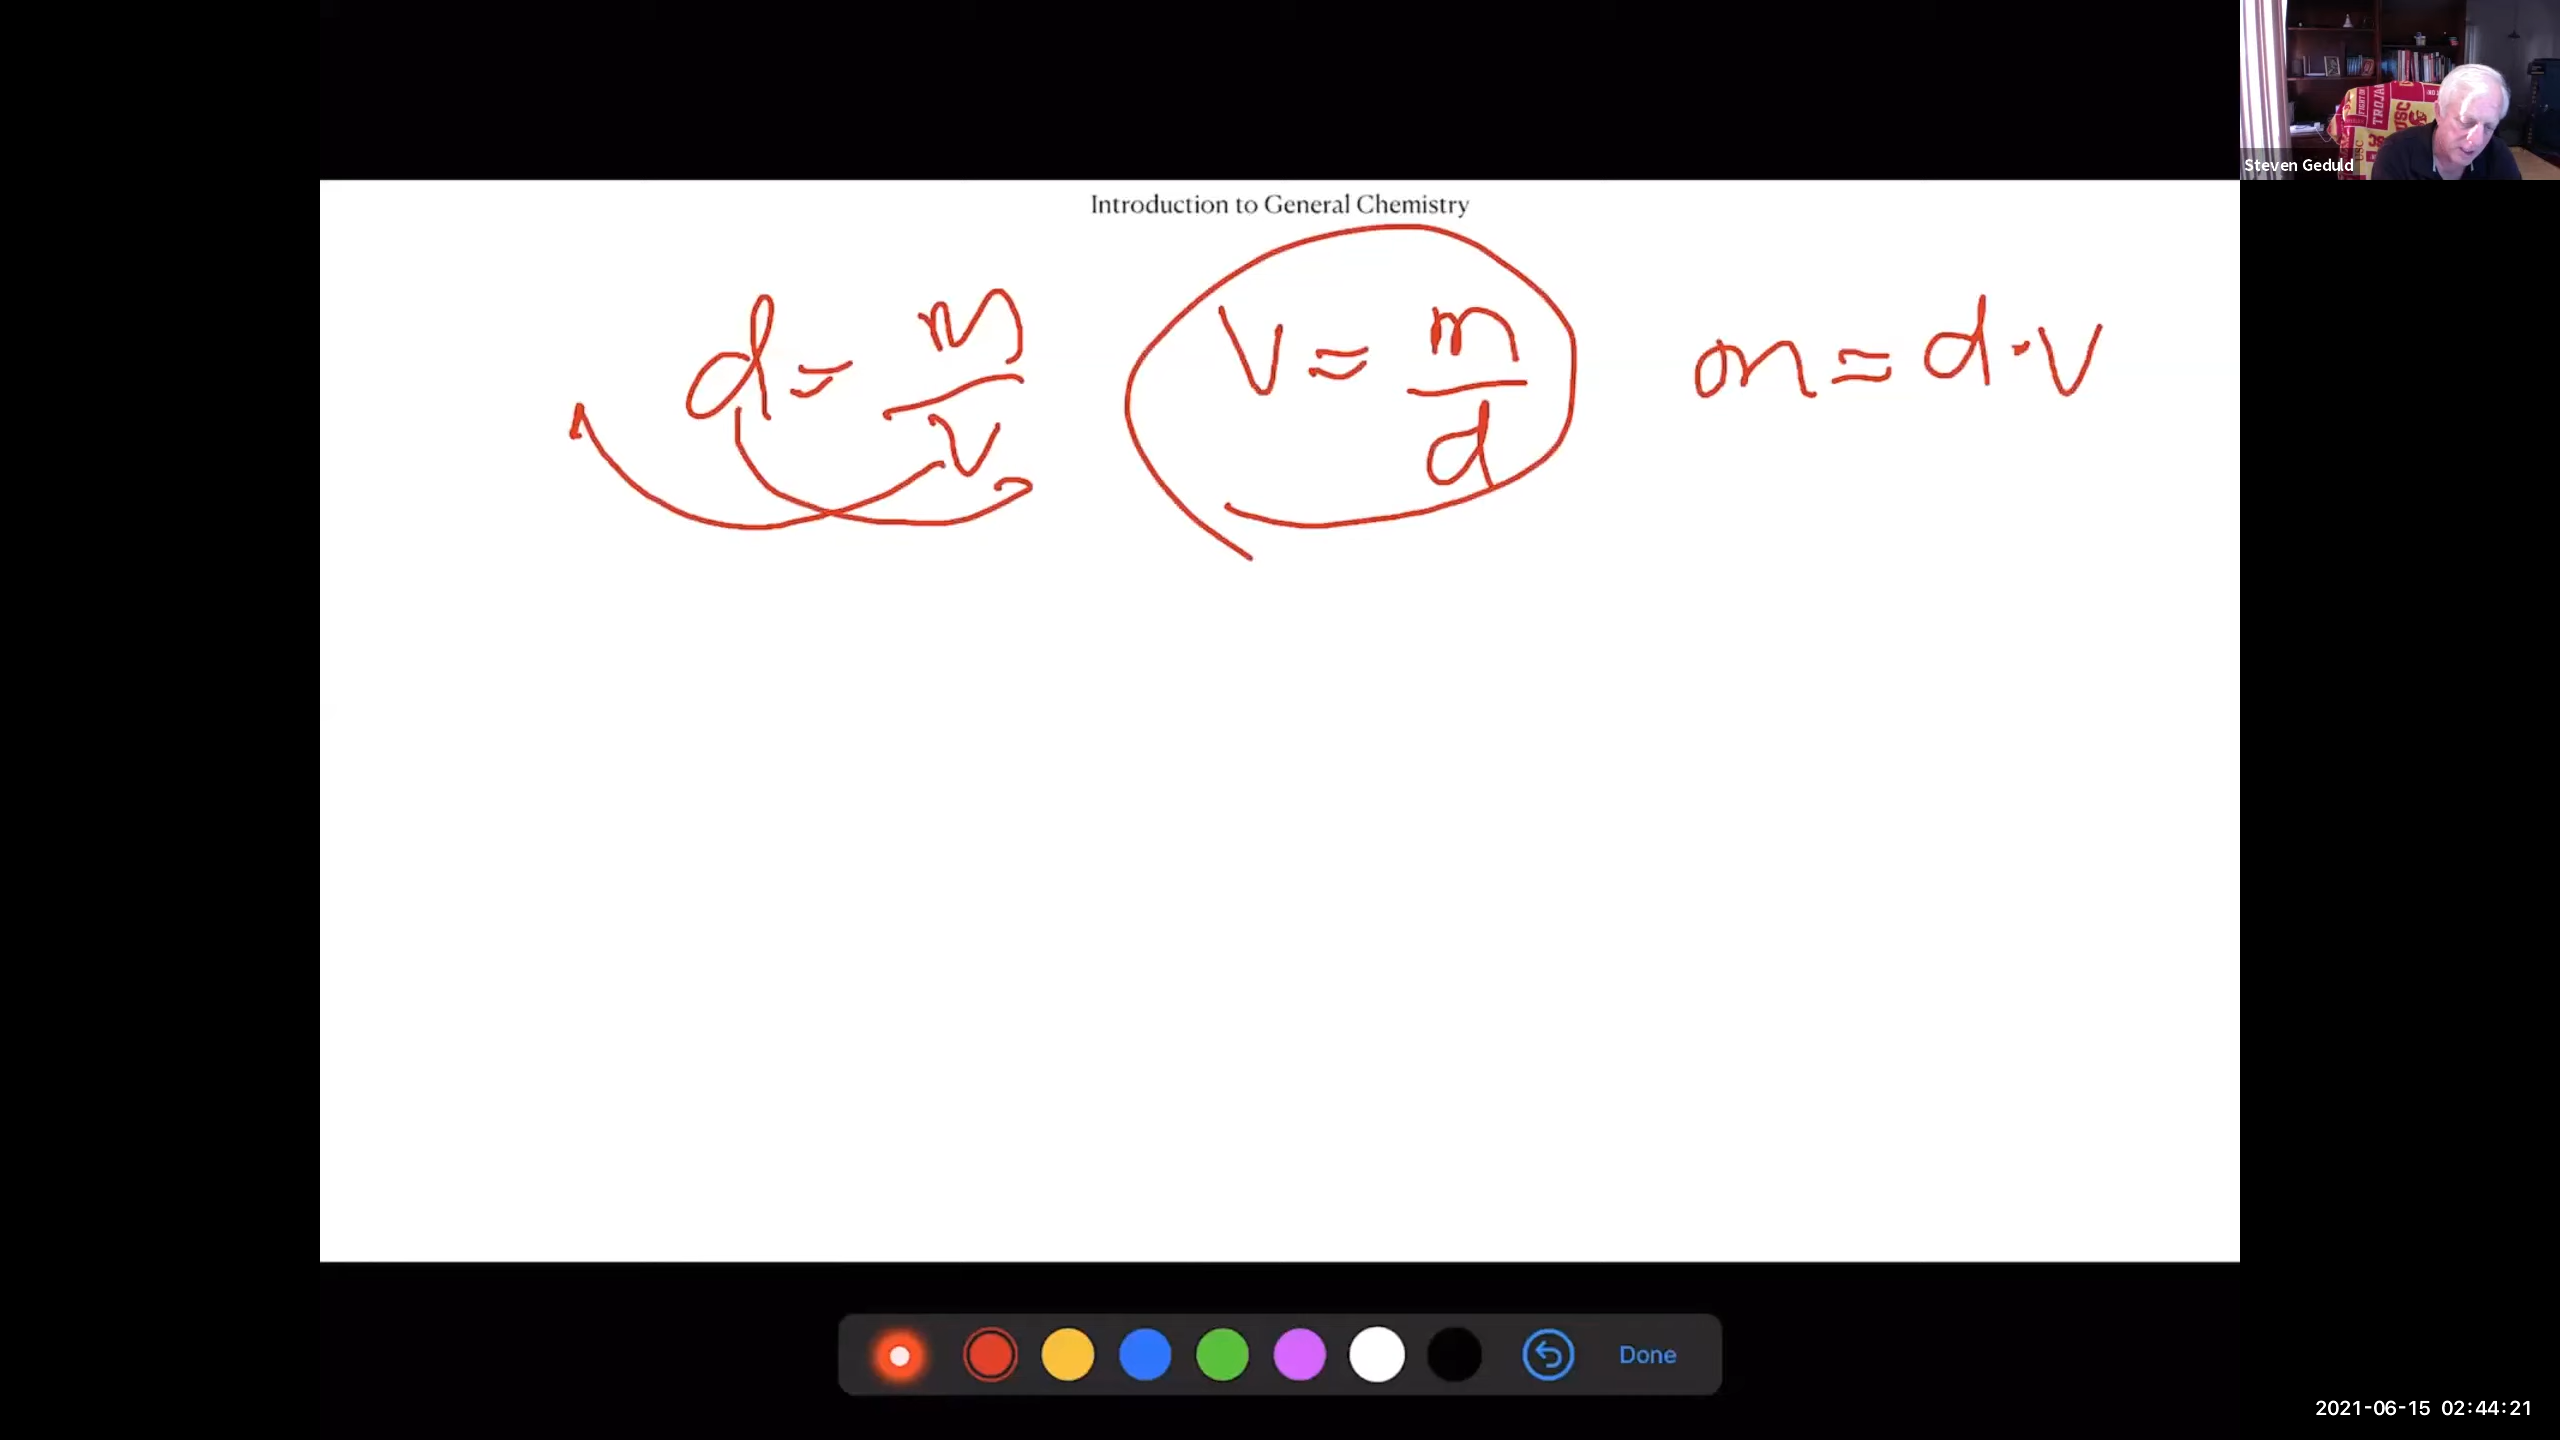 Steven Geduld
Introduction to General Chemistry
d = m/v
V = m/d
m = d·V
Done
2021-06-15 02:44:21